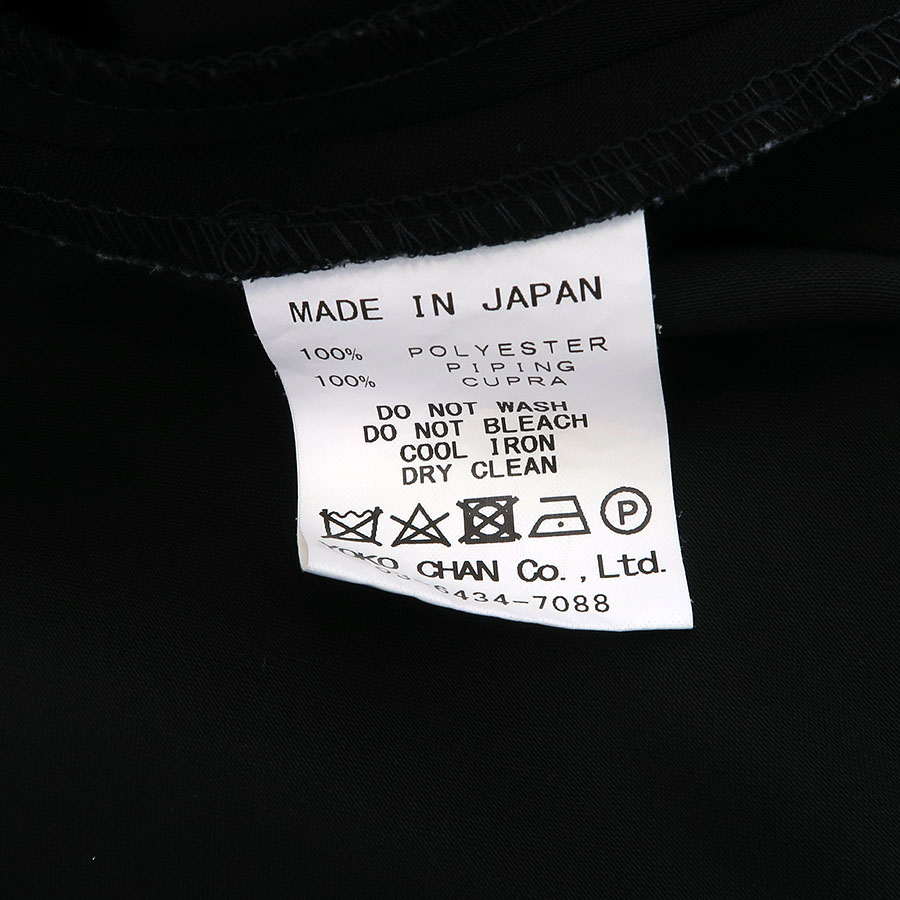 MADE IN JAPAN
100% POLYESTER
PIPING
100% CUPRA
DO NOT WASH
DO NOT BLEACH
COOL IRON
DRY CLEAN
P
YOKO CHAN Co.,Ltd.
6434-7088